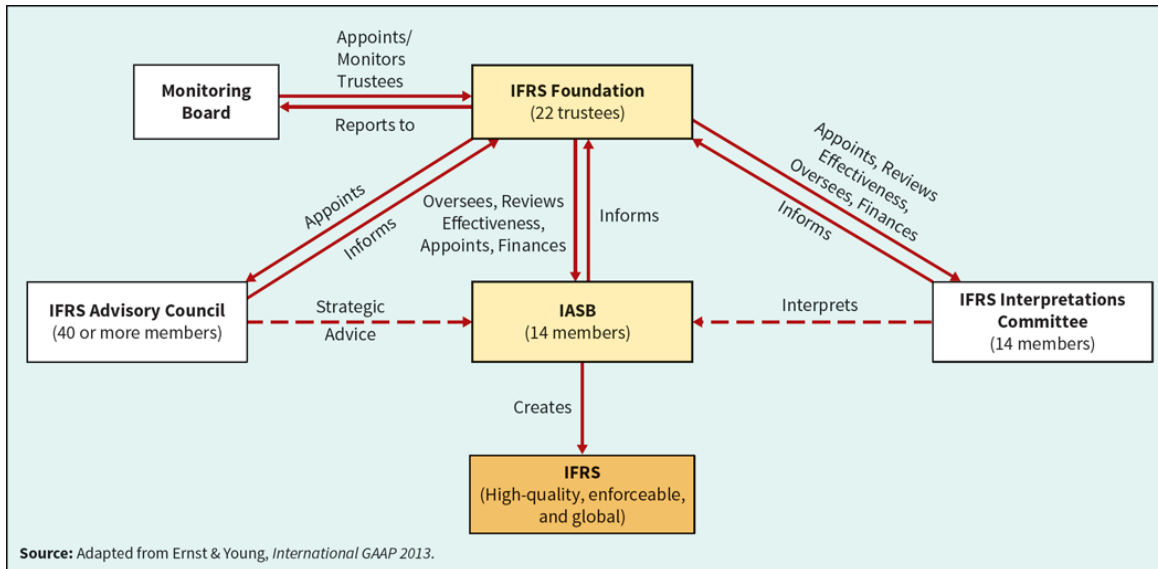 Appoints/
Monitors
Trustees
Monitoring
Board
IFRS Foundation
(22 trustees)
Reports to
Appoints
Informs
Oversees, Reviews
Effectiveness,
Appoints, Finances
Informs
Appoints, Reviews
Effectiveness,
Oversees, Finances
Informs
IFRS Advisory Council
(40 or more members)
Strategic
Advice
IASB
(14 members)
Interprets
IFRS Interpretations
Committee
(14 members)
Creates
IFRS
(High-quality, enforceable,
and global)
Source: Adapted from Ernst & Young, International GAAP 2013.